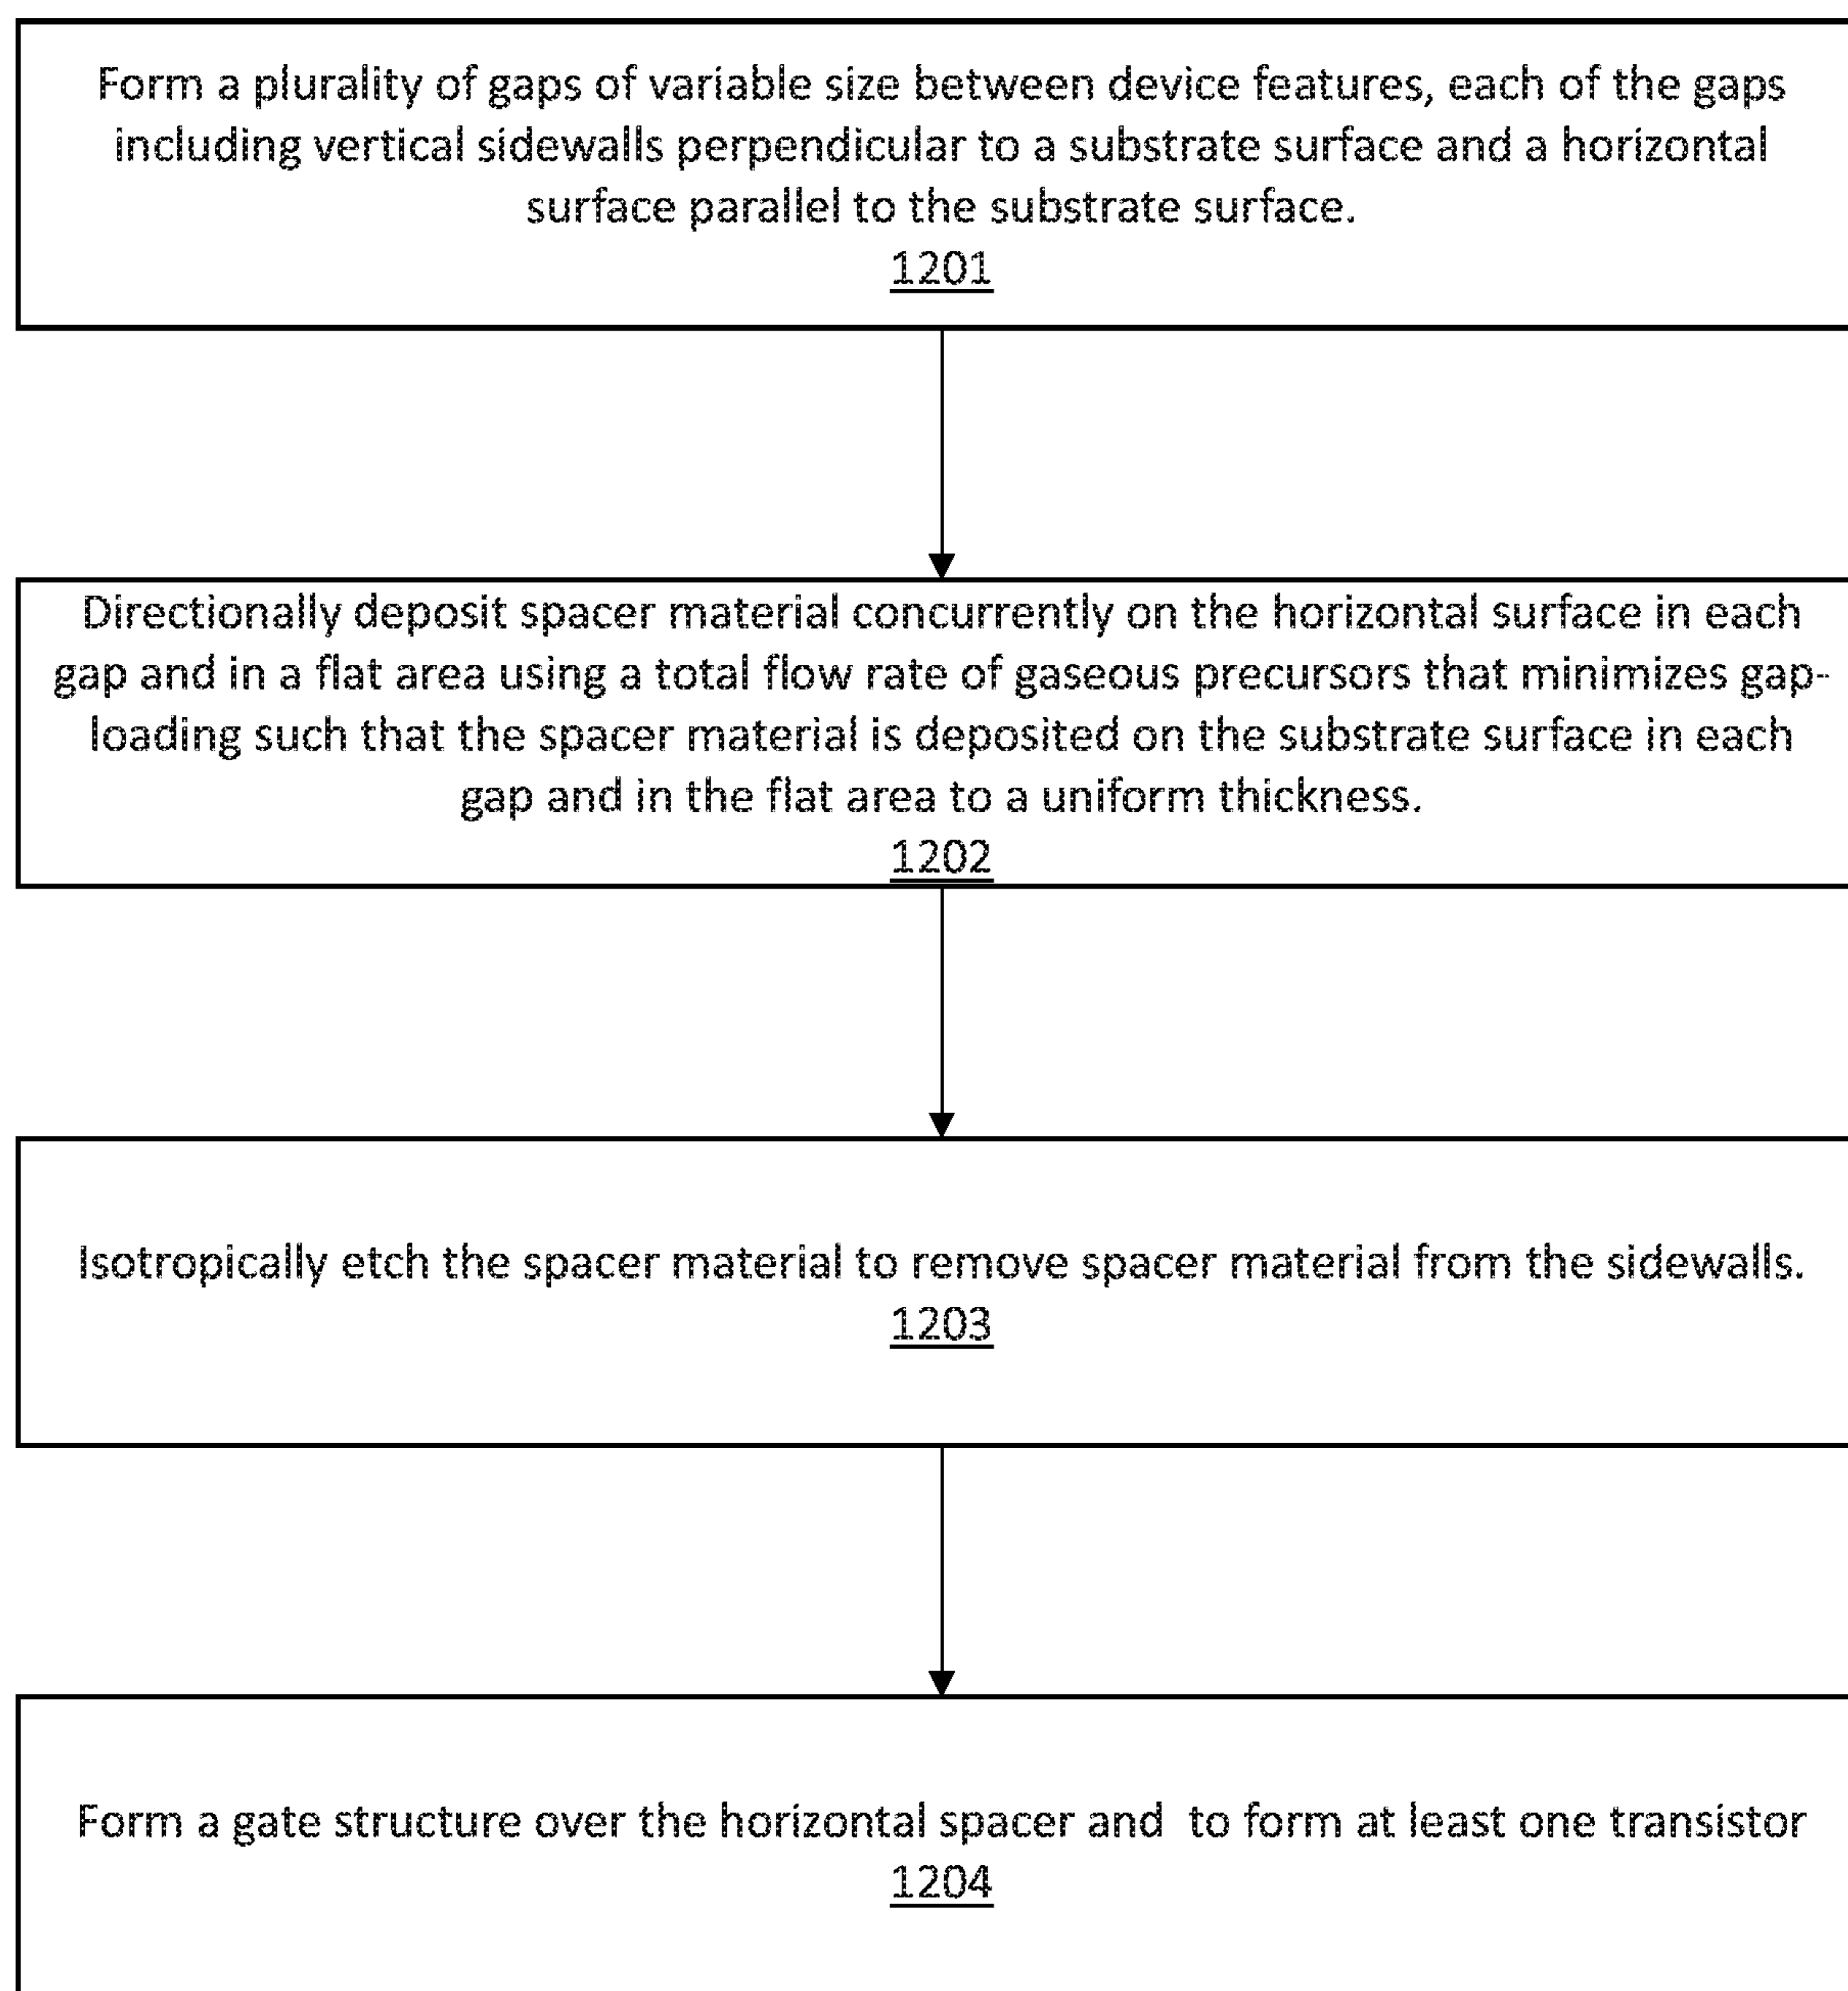 Form a plurality of gaps of variable size between device features, each of the gaps
including vertical sidewalls perpendicular to a substrate surface and a horizontal
surface parallel to the substrate surface.
1201
Directionally deposit spacer material concurrently on the horizontal surface in each
gap and in a flat area using a total flow rate of gaseous precursors that minimizes gap-
loading such that the spacer material is deposited on the substrate surface in each
gap and in the flat area to a uniform thickness.
1202
Isotropically etch the spacer material to remove spacer material from the sidewalls.
1203
Form a gate structure over the horizontal spacer and  to form at least one transistor
1204